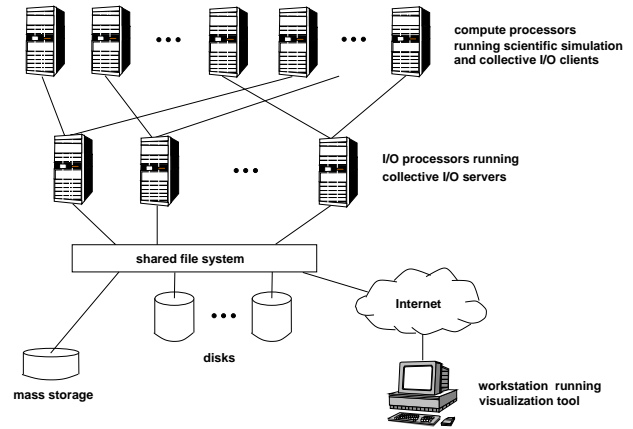 compute processors
running scientific simulation
and collective I/O clients
I/O processors running
collective I/O servers
shared file system
Internet
disks
mass storage
workstation running
visualization tool